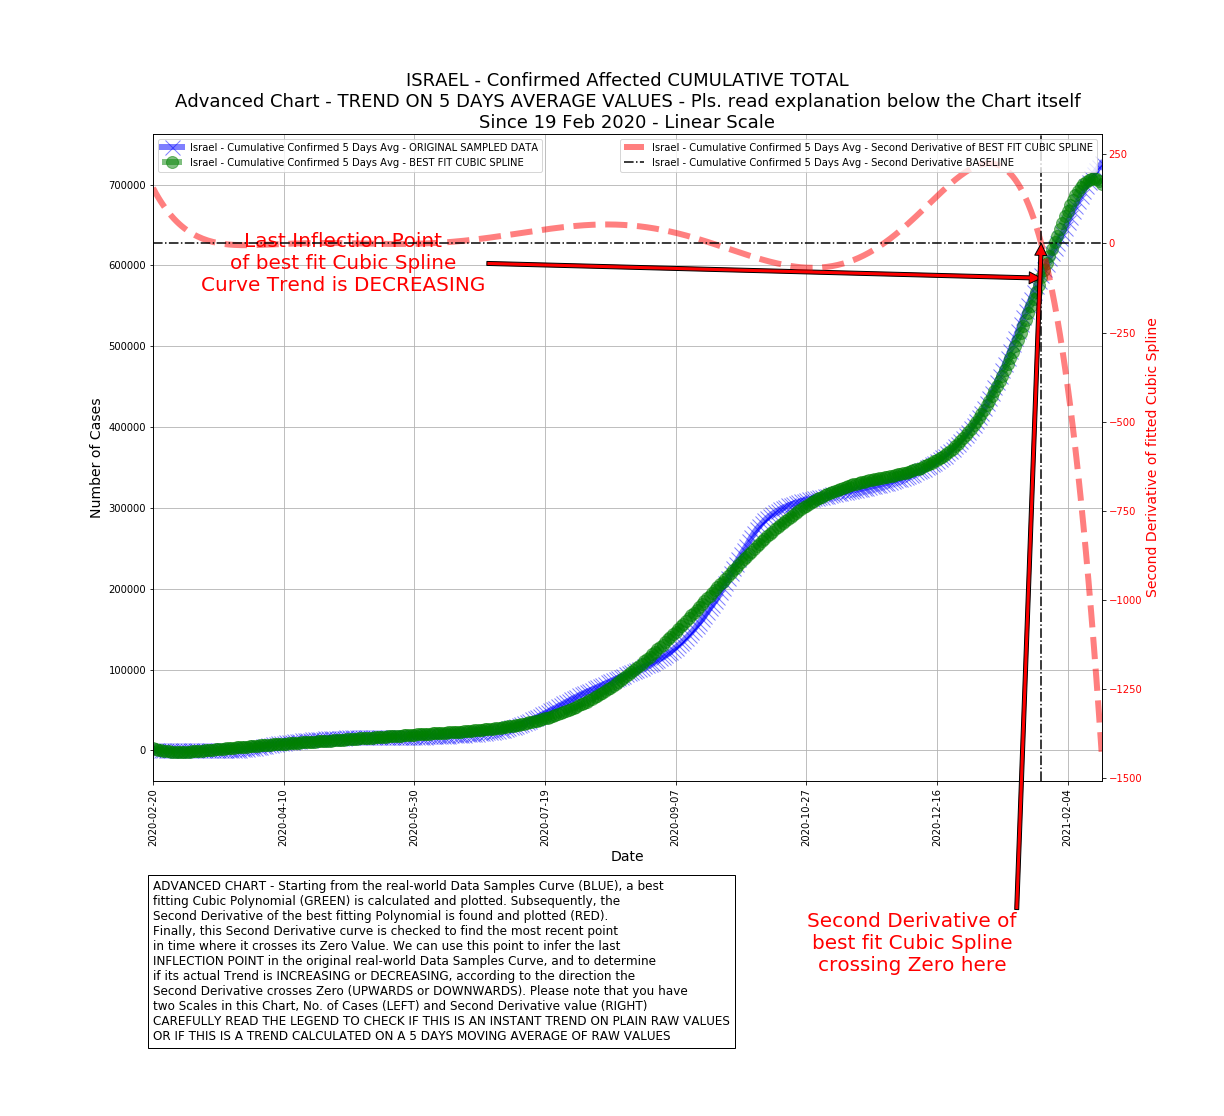 ISRAEL - Confirmed Affected CUMULATIVE TOTAL
Advanced Chart - TREND ON 5 DAYS AVERAGE VALUES - Pls. read explanation below the Chart itself
Since 19 Feb 2020 - Linear Scale
Israel - Cumulative Confirmed 5 Days Avg - ORIGINAL SAMPLED DATA
Israel - Cumulative Confirmed 5 Days Avg - BEST FIT CUBIC SPLINE
Israel - Cumulative Confirmed 5 Days Avg - Second Derivative of BEST FIT CUBIC SPLINE
Israel - Cumulative Confirmed 5 Days Avg - Second Derivative BASELINE
Last Inflection Point
of best fit Cubic Spline
Curve Trend is DECREASING
Number of Cases
700000
600000
500000
400000
300000
200000
100000
0
250
0
−250
−500
−750
−1000
−1250
−1500
Second Derivative of fitted Cubic Spline
2020-02-20
2020-04-10
2020-05-30
2020-07-19
2020-09-07
2020-10-27
2020-12-16
2021-02-04
Date
Second Derivative of
best fit Cubic Spline
crossing Zero here
ADVANCED CHART - Starting from the real-world Data Samples Curve (BLUE), a best
fitting Cubic Polynomial (GREEN) is calculated and plotted. Subsequently, the
Second Derivative of the best fitting Polynomial is found and plotted (RED).
Finally, this Second Derivative curve is checked to find the most recent point
in time where it crosses its Zero Value. We can use this point to infer the last
INFLECTION POINT in the original real-world Data Samples Curve, and to determine
if its actual Trend is INCREASING or DECREASING, according to the direction the
Second Derivative crosses Zero (UPWARDS or DOWNWARDS). Please note that you have
two Scales in this Chart, No. of Cases (LEFT) and Second Derivative value (RIGHT)
CAREFULLY READ THE LEGEND TO CHECK IF THIS IS AN INSTANT TREND ON PLAIN RAW VALUES
OR IF THIS IS A TREND CALCULATED ON A 5 DAYS MOVING AVERAGE OF RAW VALUES